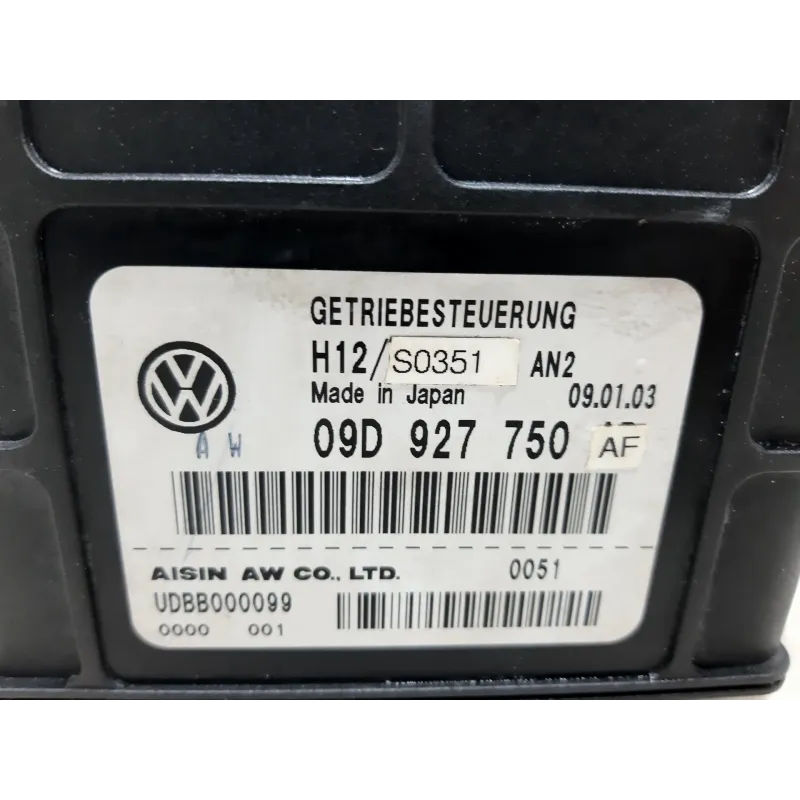 GETRIEBESTEUERUNG
H12/S0351 AN2
Made in Japan 09.01.03
09D 927 750 AF
A W
AISIN AW CO., LTD. 0051
UDBB000099
0000 001